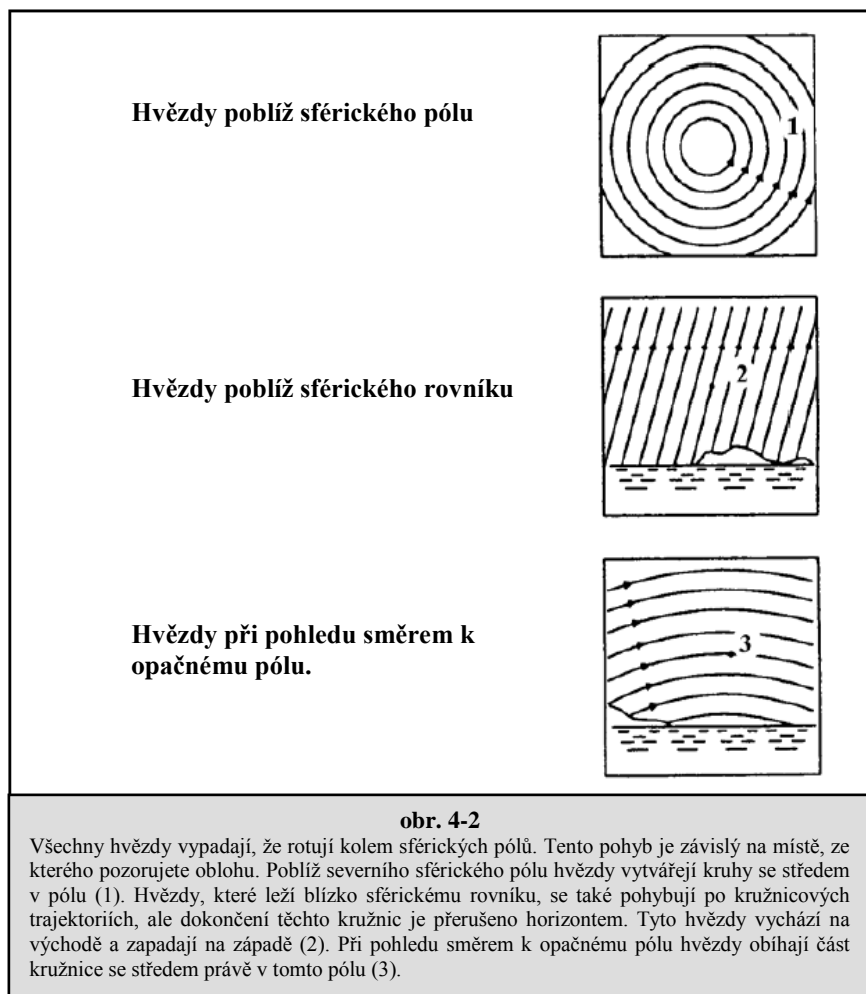 Hvězdy poblíž sférického pólu
1
Hvězdy poblíž sférického rovníku
2
Hvězdy při pohledu směrem k
opačnému pólu.
3
obr. 4-2
Všechny hvězdy vypadají, že rotují kolem sférických pólů. Tento pohyb je závislý na místě, ze
kterého pozorujete oblohu. Poblíž severního sférického pólu hvězdy vytvářejí kruhy se středem
v pólu (1). Hvězdy, které leží blízko sférickému rovníku, se také pohybují po kružnicových
trajektoriích, ale dokončení těchto kružnic je přerušeno horizontem. Tyto hvězdy vychází na
východě a zapadají na západě (2). Při pohledu směrem k opačnému pólu hvězdy obíhají část
kružnice se středem právě v tomto pólu (3).